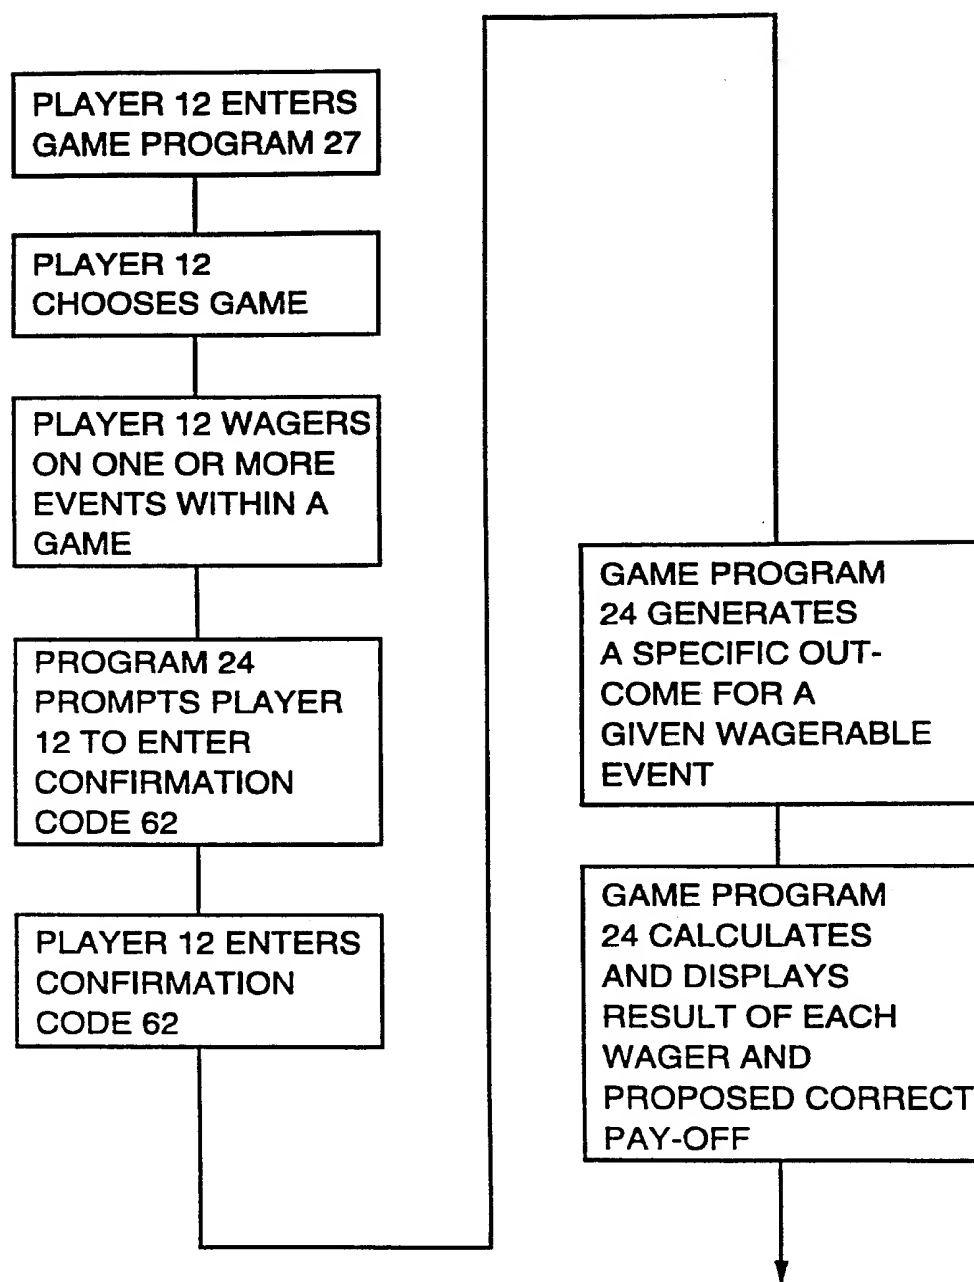 PLAYER 12 ENTERS
GAME PROGRAM 27
PLAYER 12
CHOOSES GAME
PLAYER 12 WAGERS
ON ONE OR MORE
EVENTS WITHIN A
GAME
PROGRAM 24
PROMPTS PLAYER
12 TO ENTER
CONFIRMATION
CODE 62
PLAYER 12 ENTERS
CONFIRMATION
CODE 62
GAME PROGRAM
24 GENERATES
A SPECIFIC OUT-
COME FOR A
GIVEN WAGERABLE
EVENT
GAME PROGRAM
24 CALCULATES
AND DISPLAYS
RESULT OF EACH
WAGER AND
PROPOSED CORRECT
PAY-OFF